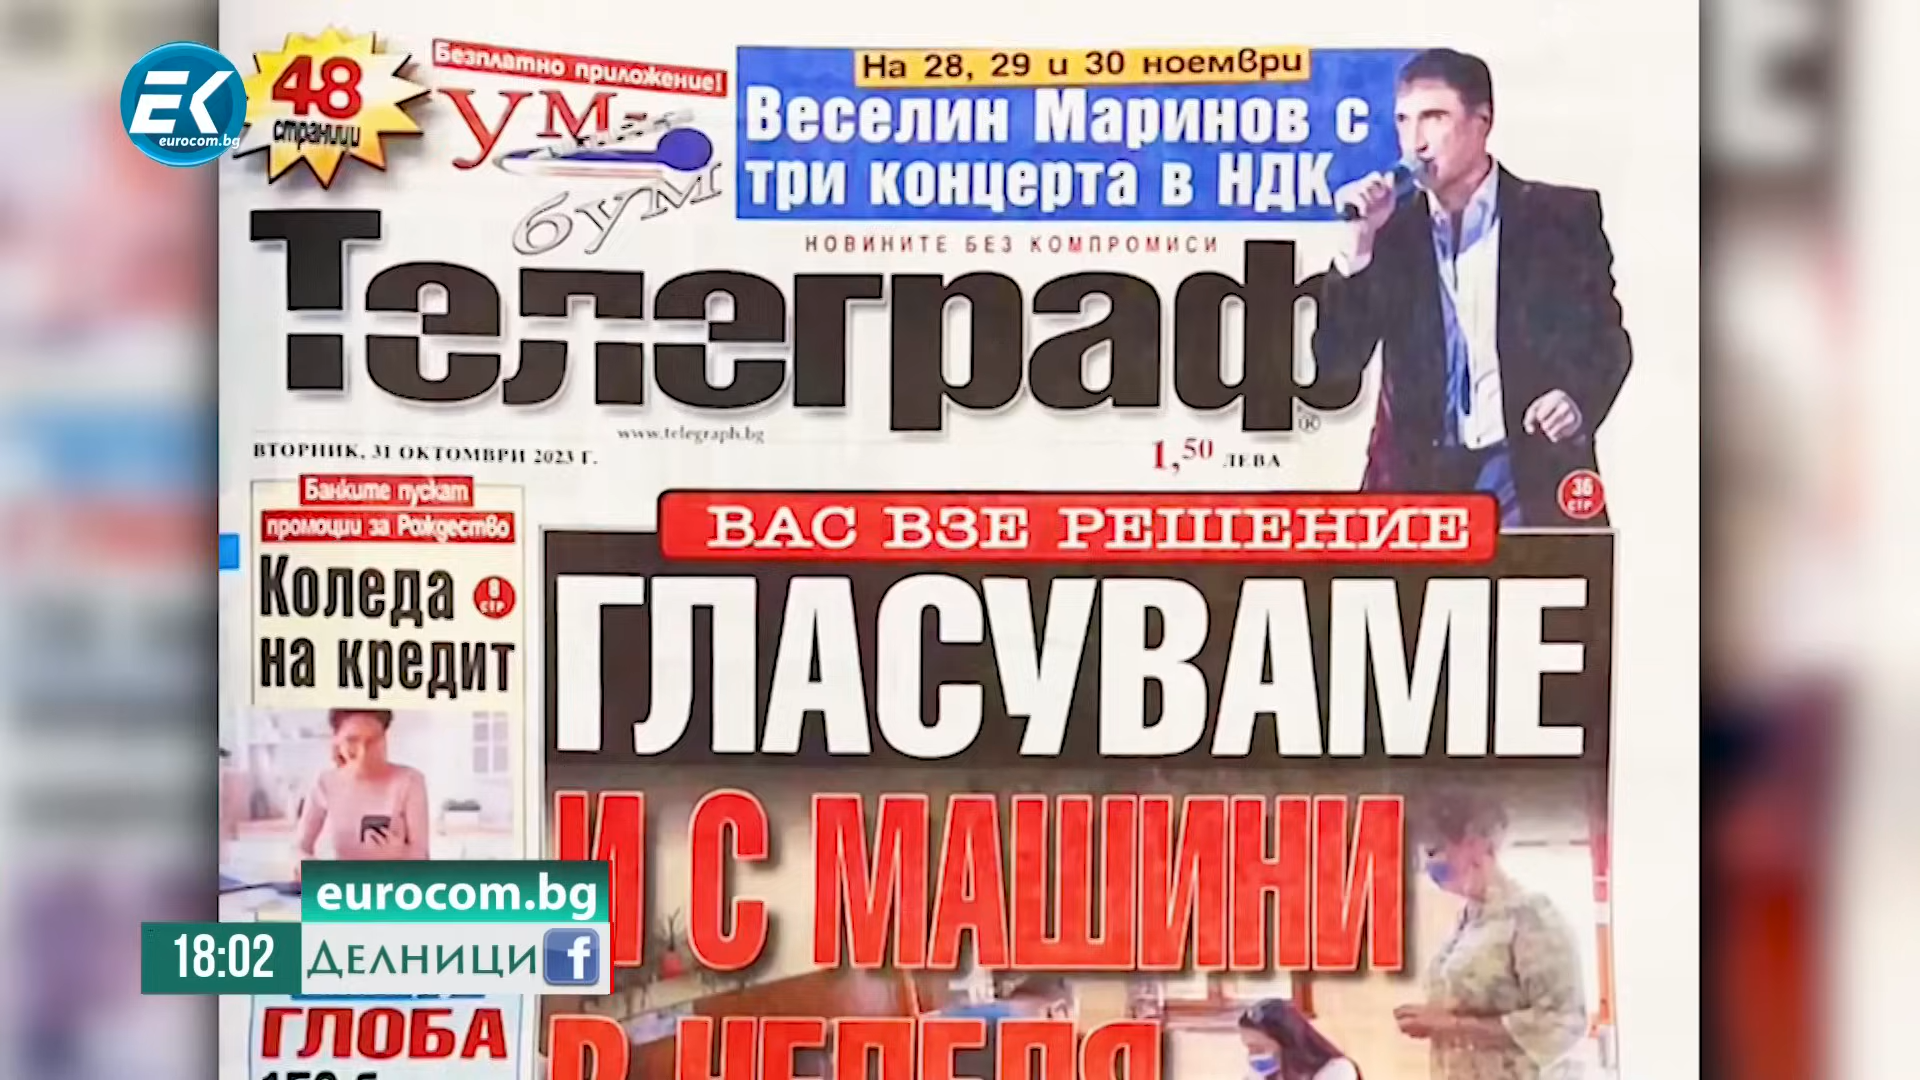 EK
eurocom.bg
48
страници
Безплатно приложение!
УМ-
бум
На 28, 29 и 30 ноември
Веселин Маринов с
три концерта в НДК
НОВИНИТЕ БЕЗ КОМПРОМИСИ
Телеграф
®
www.telegraph.bg
ВТОРНИК, 31 ОКТОМВРИ 2023 Г.
1,50 ЛЕВА
36
СТР
Банките пускат
промоции за Рождество
Коледа
на кредит
8
СТР
ВАС ВЗЕ РЕШЕНИЕ
ГЛАСУВАМЕ
И С МАШИНИ
В НЕДЕЛЯ
eurocom.bg
18:02
ДЕЛНИЦИ f
ГЛОБА